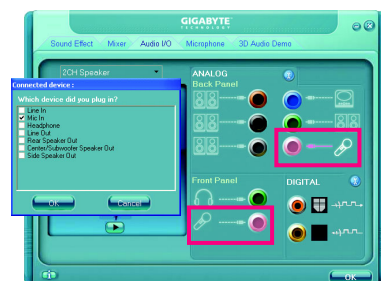 GIGABYTE
TECHNOLOGY
Sound Effect Mixer Audio I/O Microphone 3D Audio Demo
2CH Speaker
ANALOG
Back Panel
Connected device :
Which device did you plug in?
Line In
Mic In
Headphone
Line Out
Rear Speaker Out
Center/Subwoofer Speaker Out
Side Speaker Out
OK Cancel
Front Panel
DIGITAL
OK